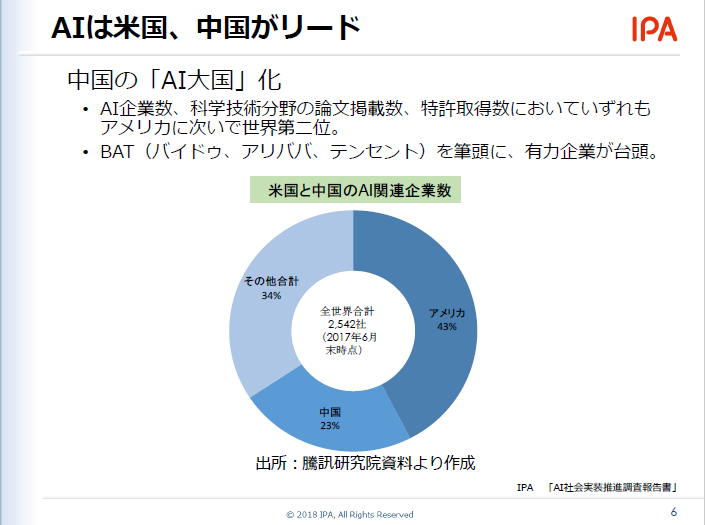 AIは米国、中国がリード
IPA
中国の「AI大国」化
• AI企業数、科学技術分野の論文掲載数、特許取得数においていずれも
アメリカに次いで世界第二位。
• BAT（バイドゥ、アリババ、テンセント）を筆頭に、有力企業が台頭。
米国と中国のAI関連企業数
その他合計
34%
全世界合計
2,542社
（2017年6月
末時点）
アメリカ
43%
中国
23%
出所：騰訊研究院資料より作成
IPA 「AI社会実装推進調査報告書」
© 2018 IPA, All Rights Reserved
6